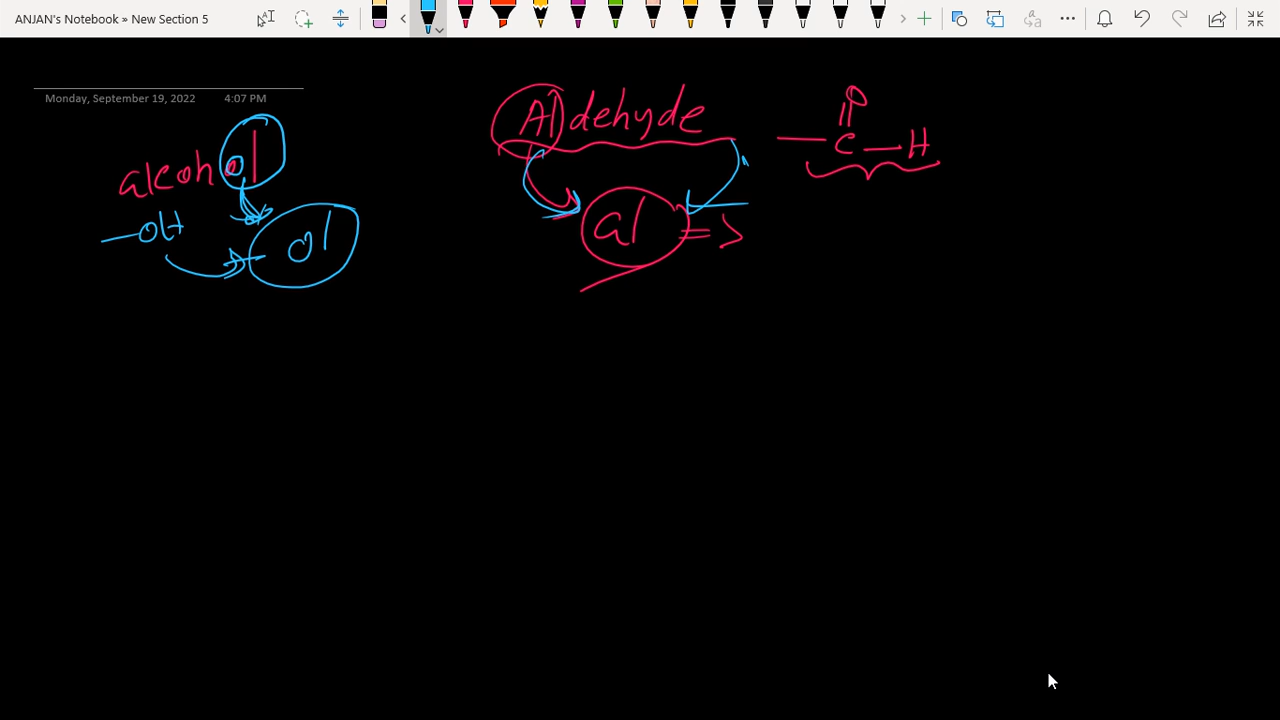 ANJAN's Notebook » New Section 5
Monday, September 19, 2022 4:07 PM
Aldehyde
O
— C — H
alcohol
— OH
ol
al =>